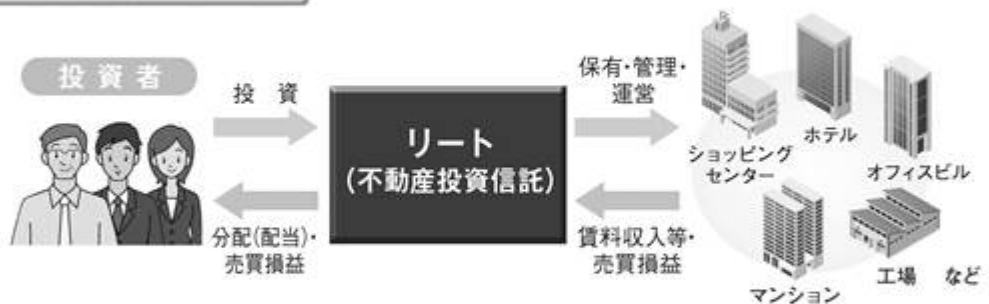 投資者
投 資
リート
(不動産投資信託)
分配(配当)・
売買損益
保有・管理・
運営
賃料収入等・
売買損益
ショッピング
センター
ホテル
オフィスビル
マンション
工場 など